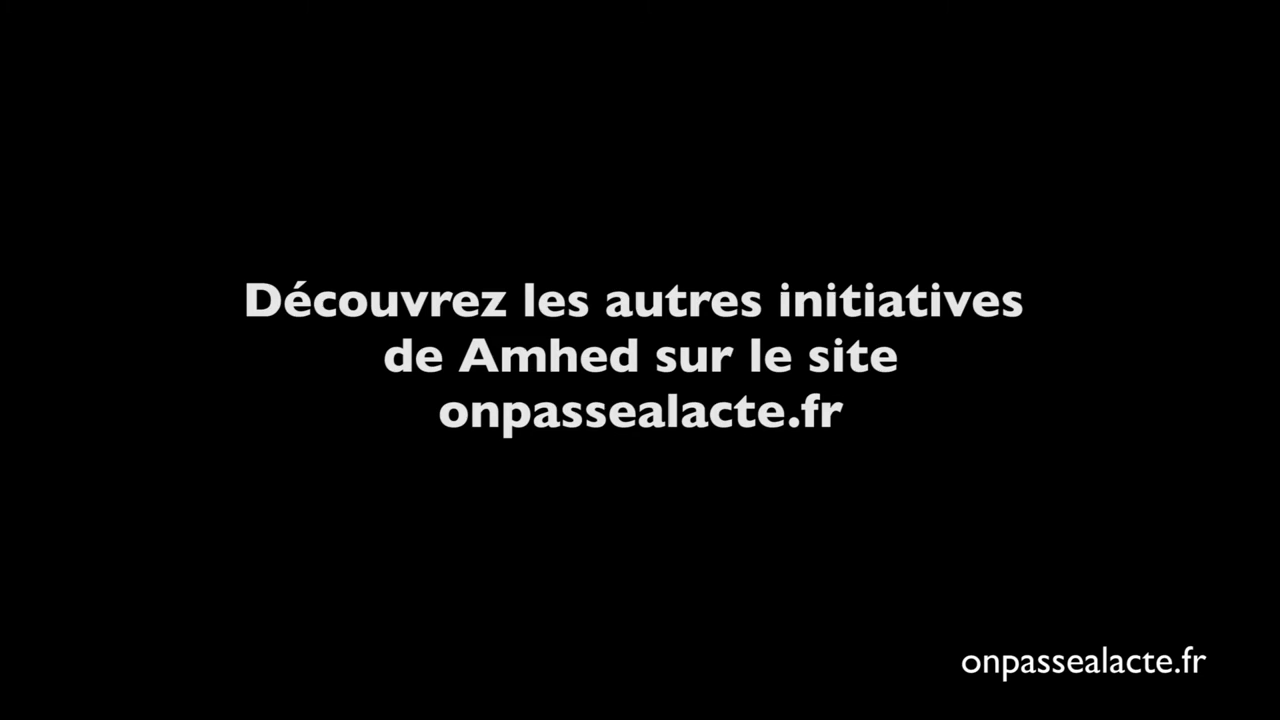 Découvrez les autres initiatives
de Amhed sur le site
onpassealacte.fr
onpassealacte.fr